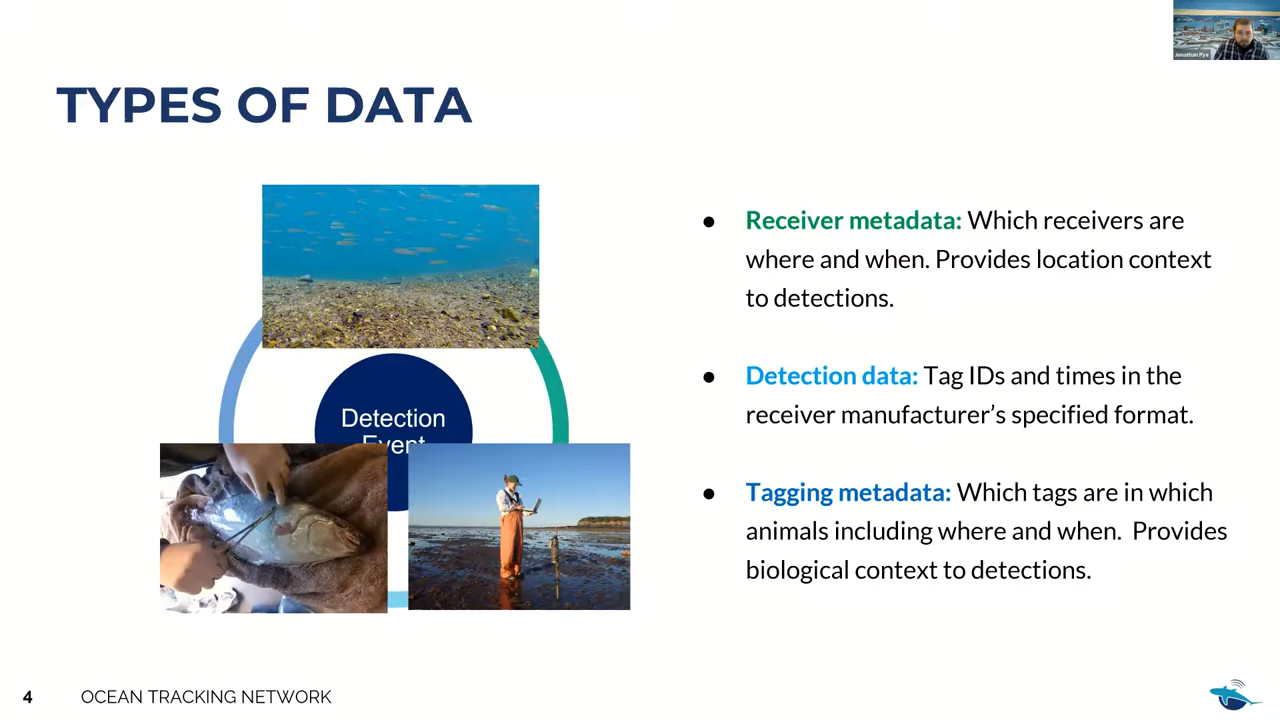 Jonathan Pye
TYPES OF DATA
Detection
Event
● Receiver metadata: Which receivers are
where and when. Provides location context
to detections.
● Detection data: Tag IDs and times in the
receiver manufacturer’s specified format.
● Tagging metadata: Which tags are in which
animals including where and when. Provides
biological context to detections.
4 OCEAN TRACKING NETWORK